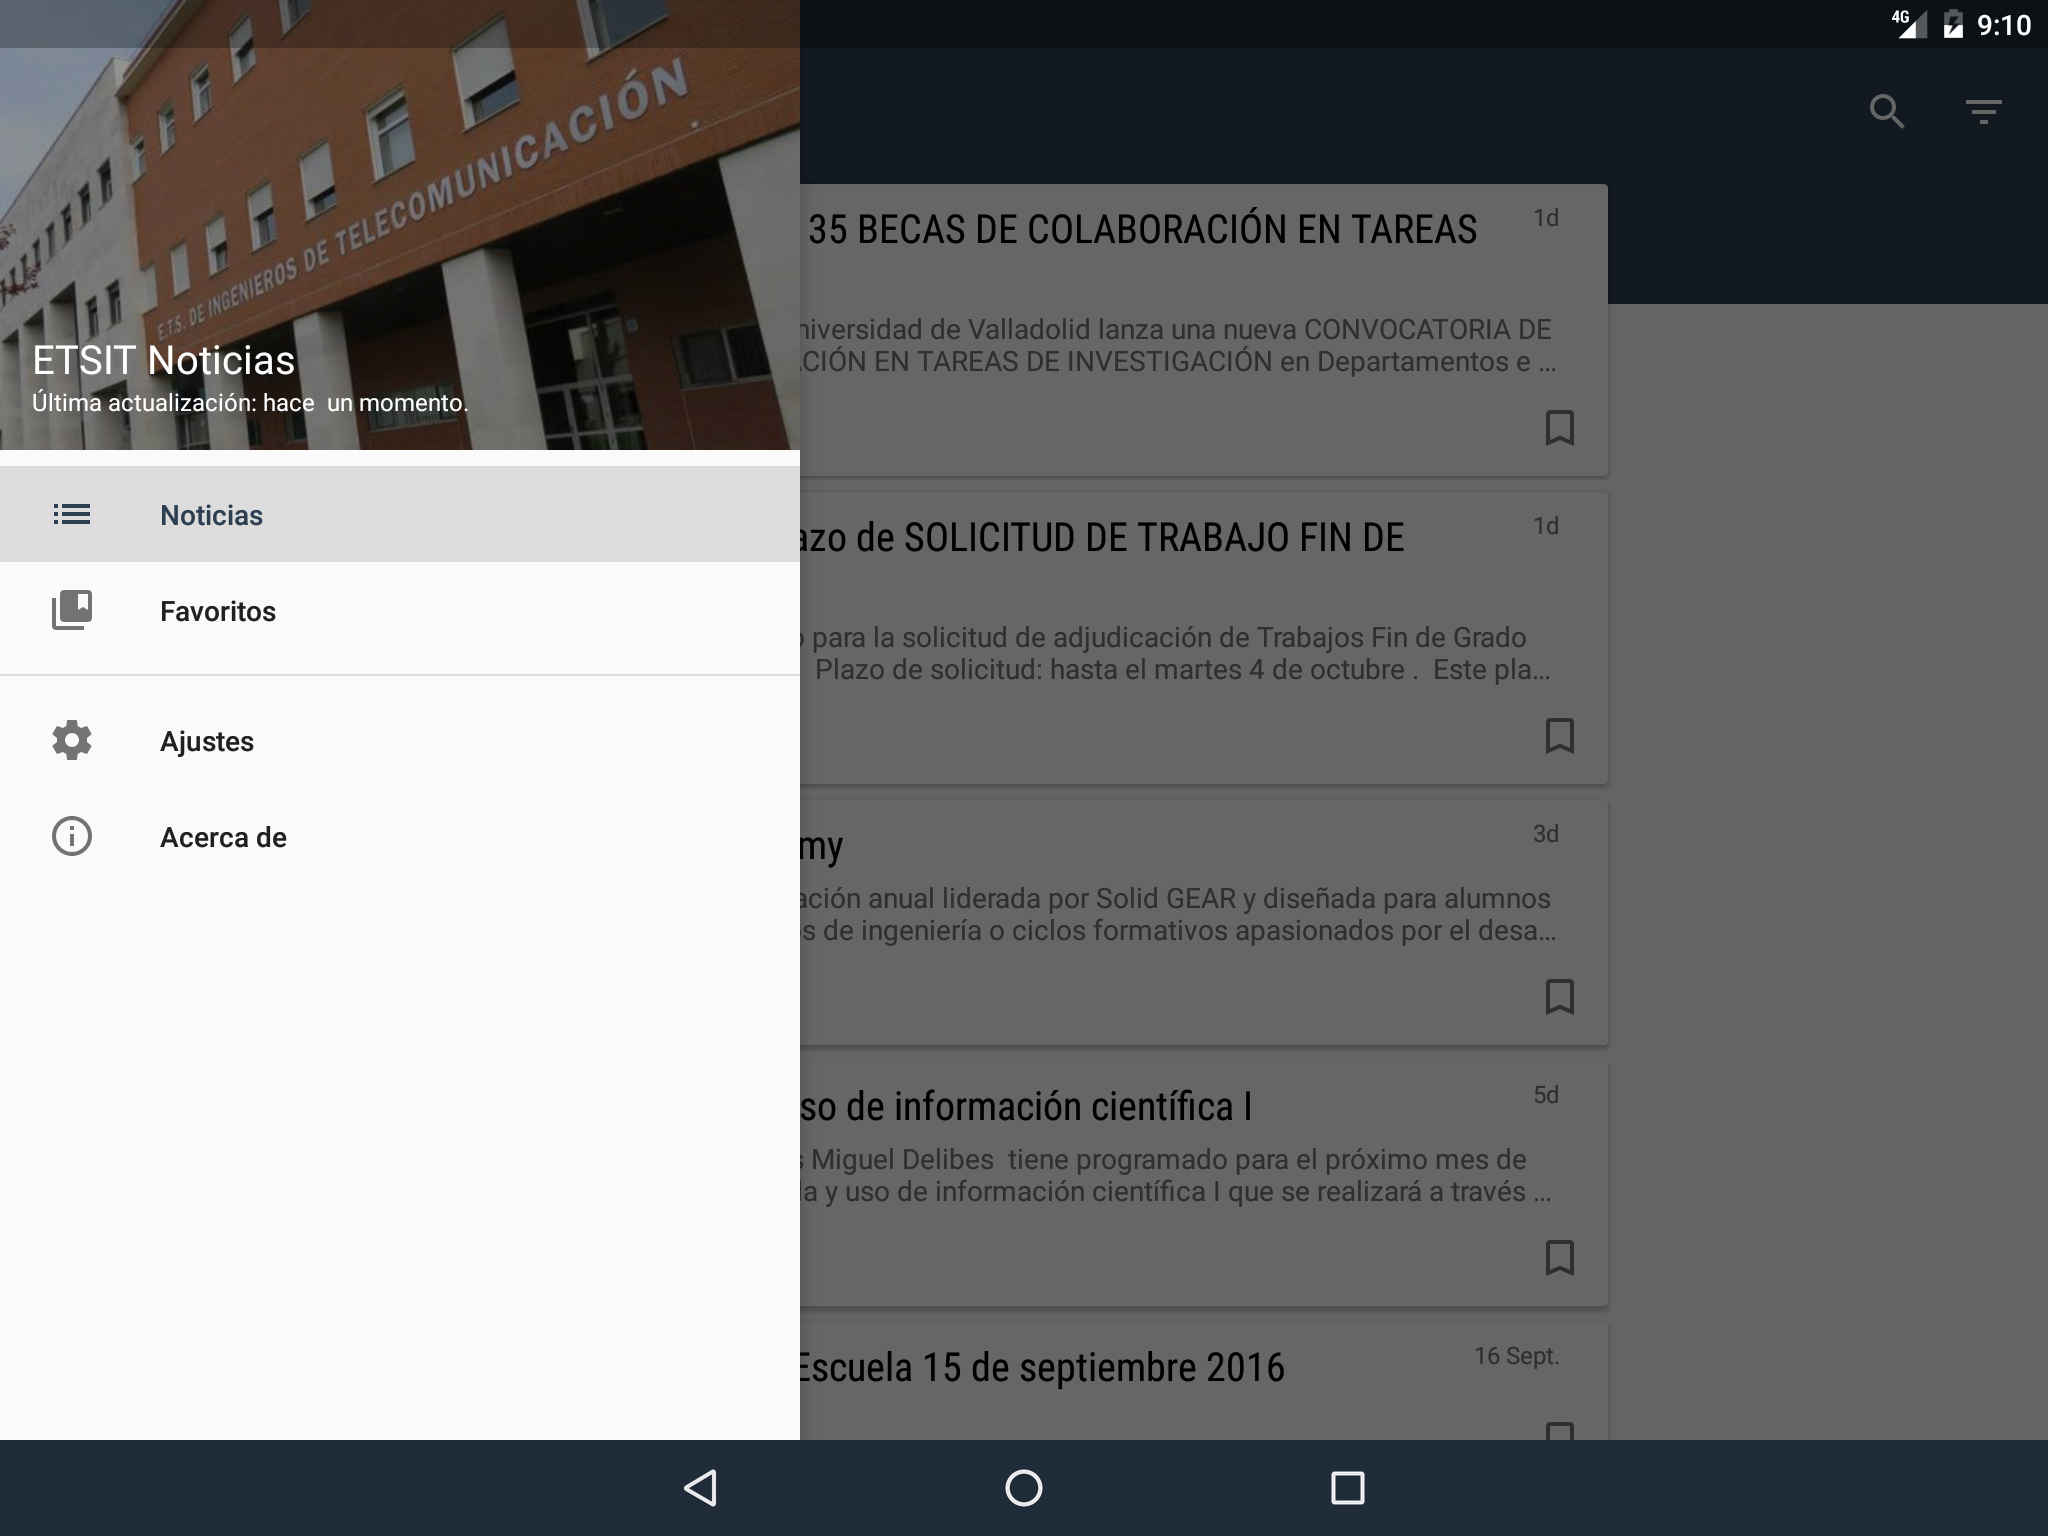 4G
9:10
E.T.S. DE INGENIEROS DE TELECOMUNICACIÓN
ETSIT Noticias
Última actualización: hace  un momento.
Noticias
Favoritos
Ajustes
Acerca de
35 BECAS DE COLABORACIÓN EN TAREAS
1d
niversidad de Valladolid lanza una nueva CONVOCATORIA DE
CIÓN EN TAREAS DE INVESTIGACIÓN en Departamentos e ...
azo de SOLICITUD DE TRABAJO FIN DE
1d
para la solicitud de adjudicación de Trabajos Fin de Grado
Plazo de solicitud: hasta el martes 4 de octubre .  Este pla...
my
3d
ación anual liderada por Solid GEAR y diseñada para alumnos
s de ingeniería o ciclos formativos apasionados por el desa...
so de información científica I
5d
s Miguel Delibes  tiene programado para el próximo mes de
la y uso de información científica I que se realizará a través ...
Escuela 15 de septiembre 2016
16 Sept.